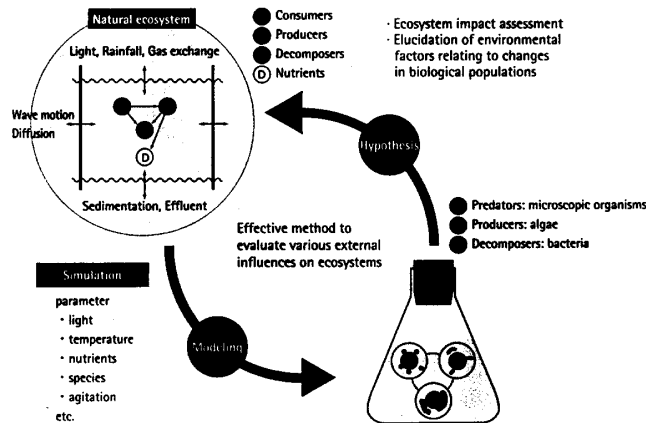 Natural ecosystem
Consumers
Producers
Decomposers
D Nutrients
Light, Rainfall, Gas exchange
Wave motion
Diffusion
D
Sedimentation, Effluent
· Ecosystem impact assessment
· Elucidation of environmental
factors relating to changes
in biological populations
Hypothesis
Predators: microscopic organisms
Producers: algae
Decomposers: bacteria
Effective method to
evaluate various external
influences on ecosystems
Simulation
parameter
· light
· temperature
· nutrients
· species
· agitation
etc.
Modeling